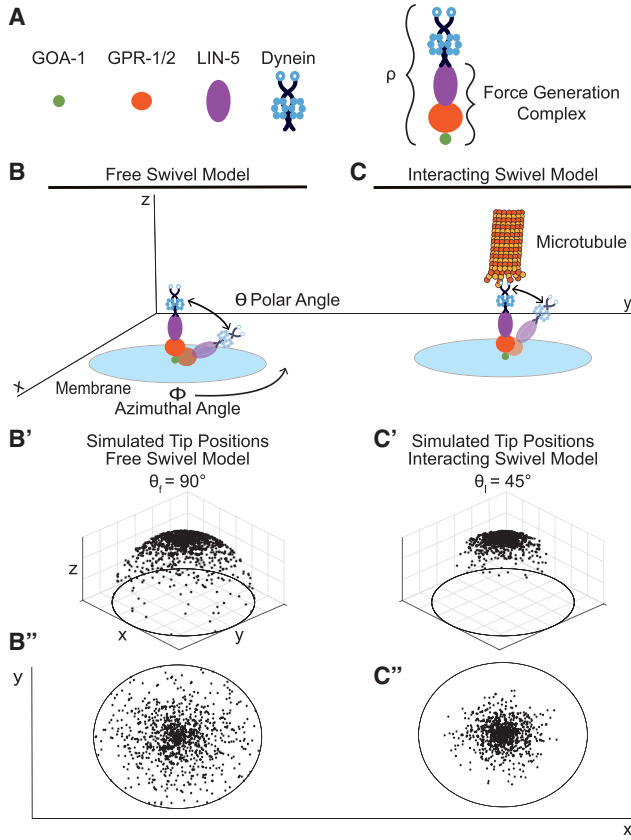 A
GOA-1 GPR-1/2 LIN-5 Dynein
ρ
Force Generation
Complex
B
Free Swivel Model
z
θ Polar Angle
x
Membrane
Φ
Azimuthal Angle
C
Interacting Swivel Model
Microtubule
y
B’
Simulated Tip Positions
Free Swivel Model
θf = 90°
z
x y
C’
Simulated Tip Positions
Interacting Swivel Model
θI = 45°
B”
y
C”
x